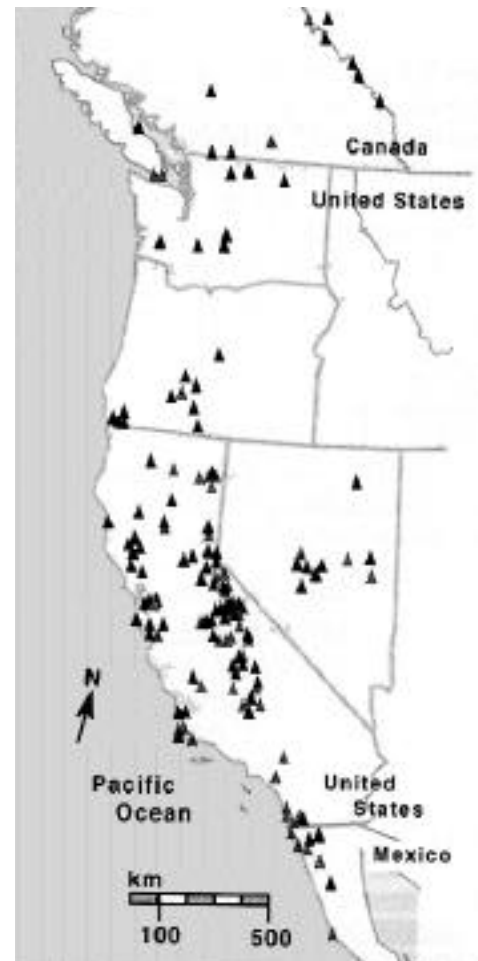 Canada
United States
N
Pacific
Ocean
United
States
Mexico
km
100 500